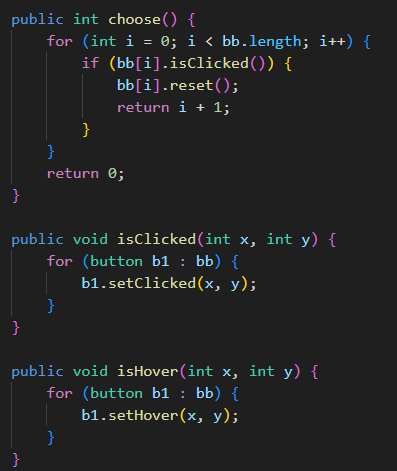 public int choose() {
    for (int i = 0; i < bb.length; i++) {
        if (bb[i].isClicked()) {
            bb[i].reset();
            return i + 1;
        }
    }
    return 0;
}

public void isClicked(int x, int y) {
    for (button b1 : bb) {
        b1.setClicked(x, y);
    }
}

public void isHover(int x, int y) {
    for (button b1 : bb) {
        b1.setHover(x, y);
    }
}